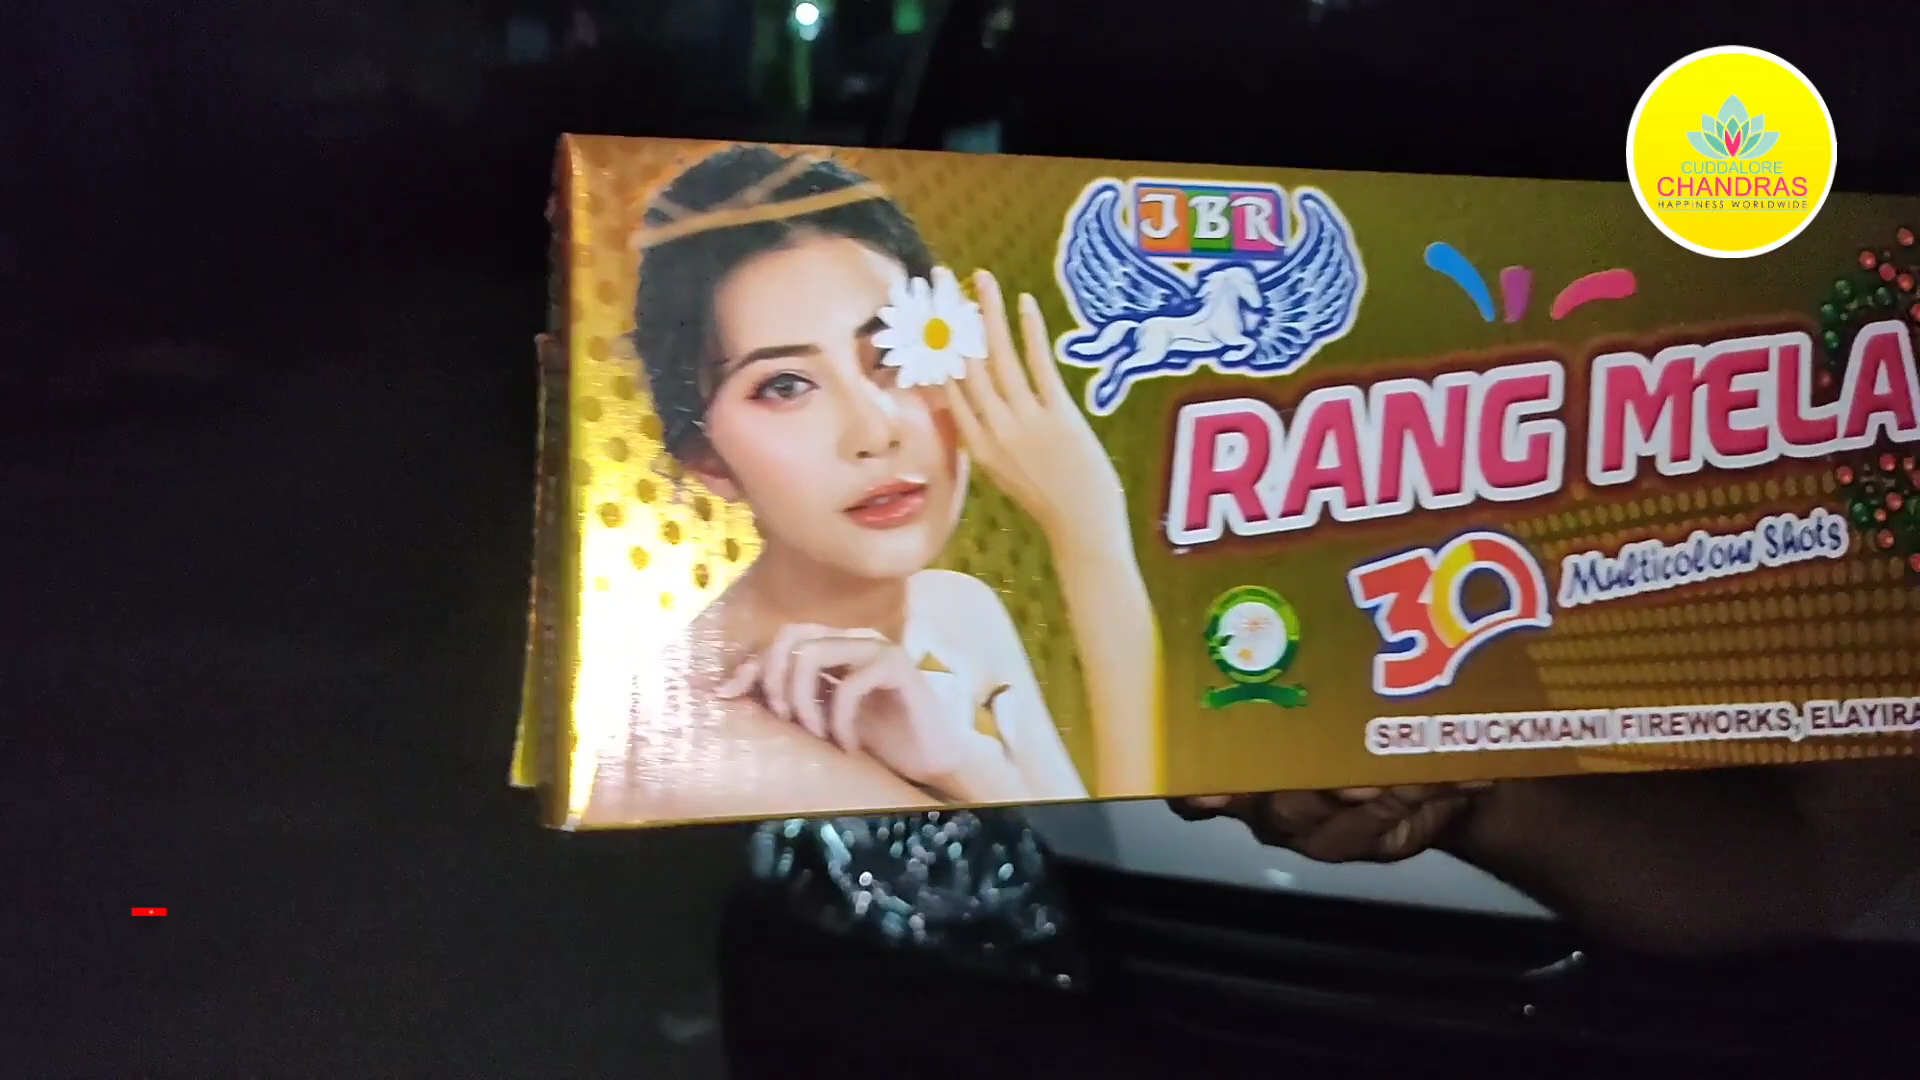 CUDDALORE
CHANDRAS
HAPPINESS WORLDWIDE
JBR
RANG MELA
30 Multicolour Shots
SRI RUCKMANI FIREWORKS, ELAYIRA